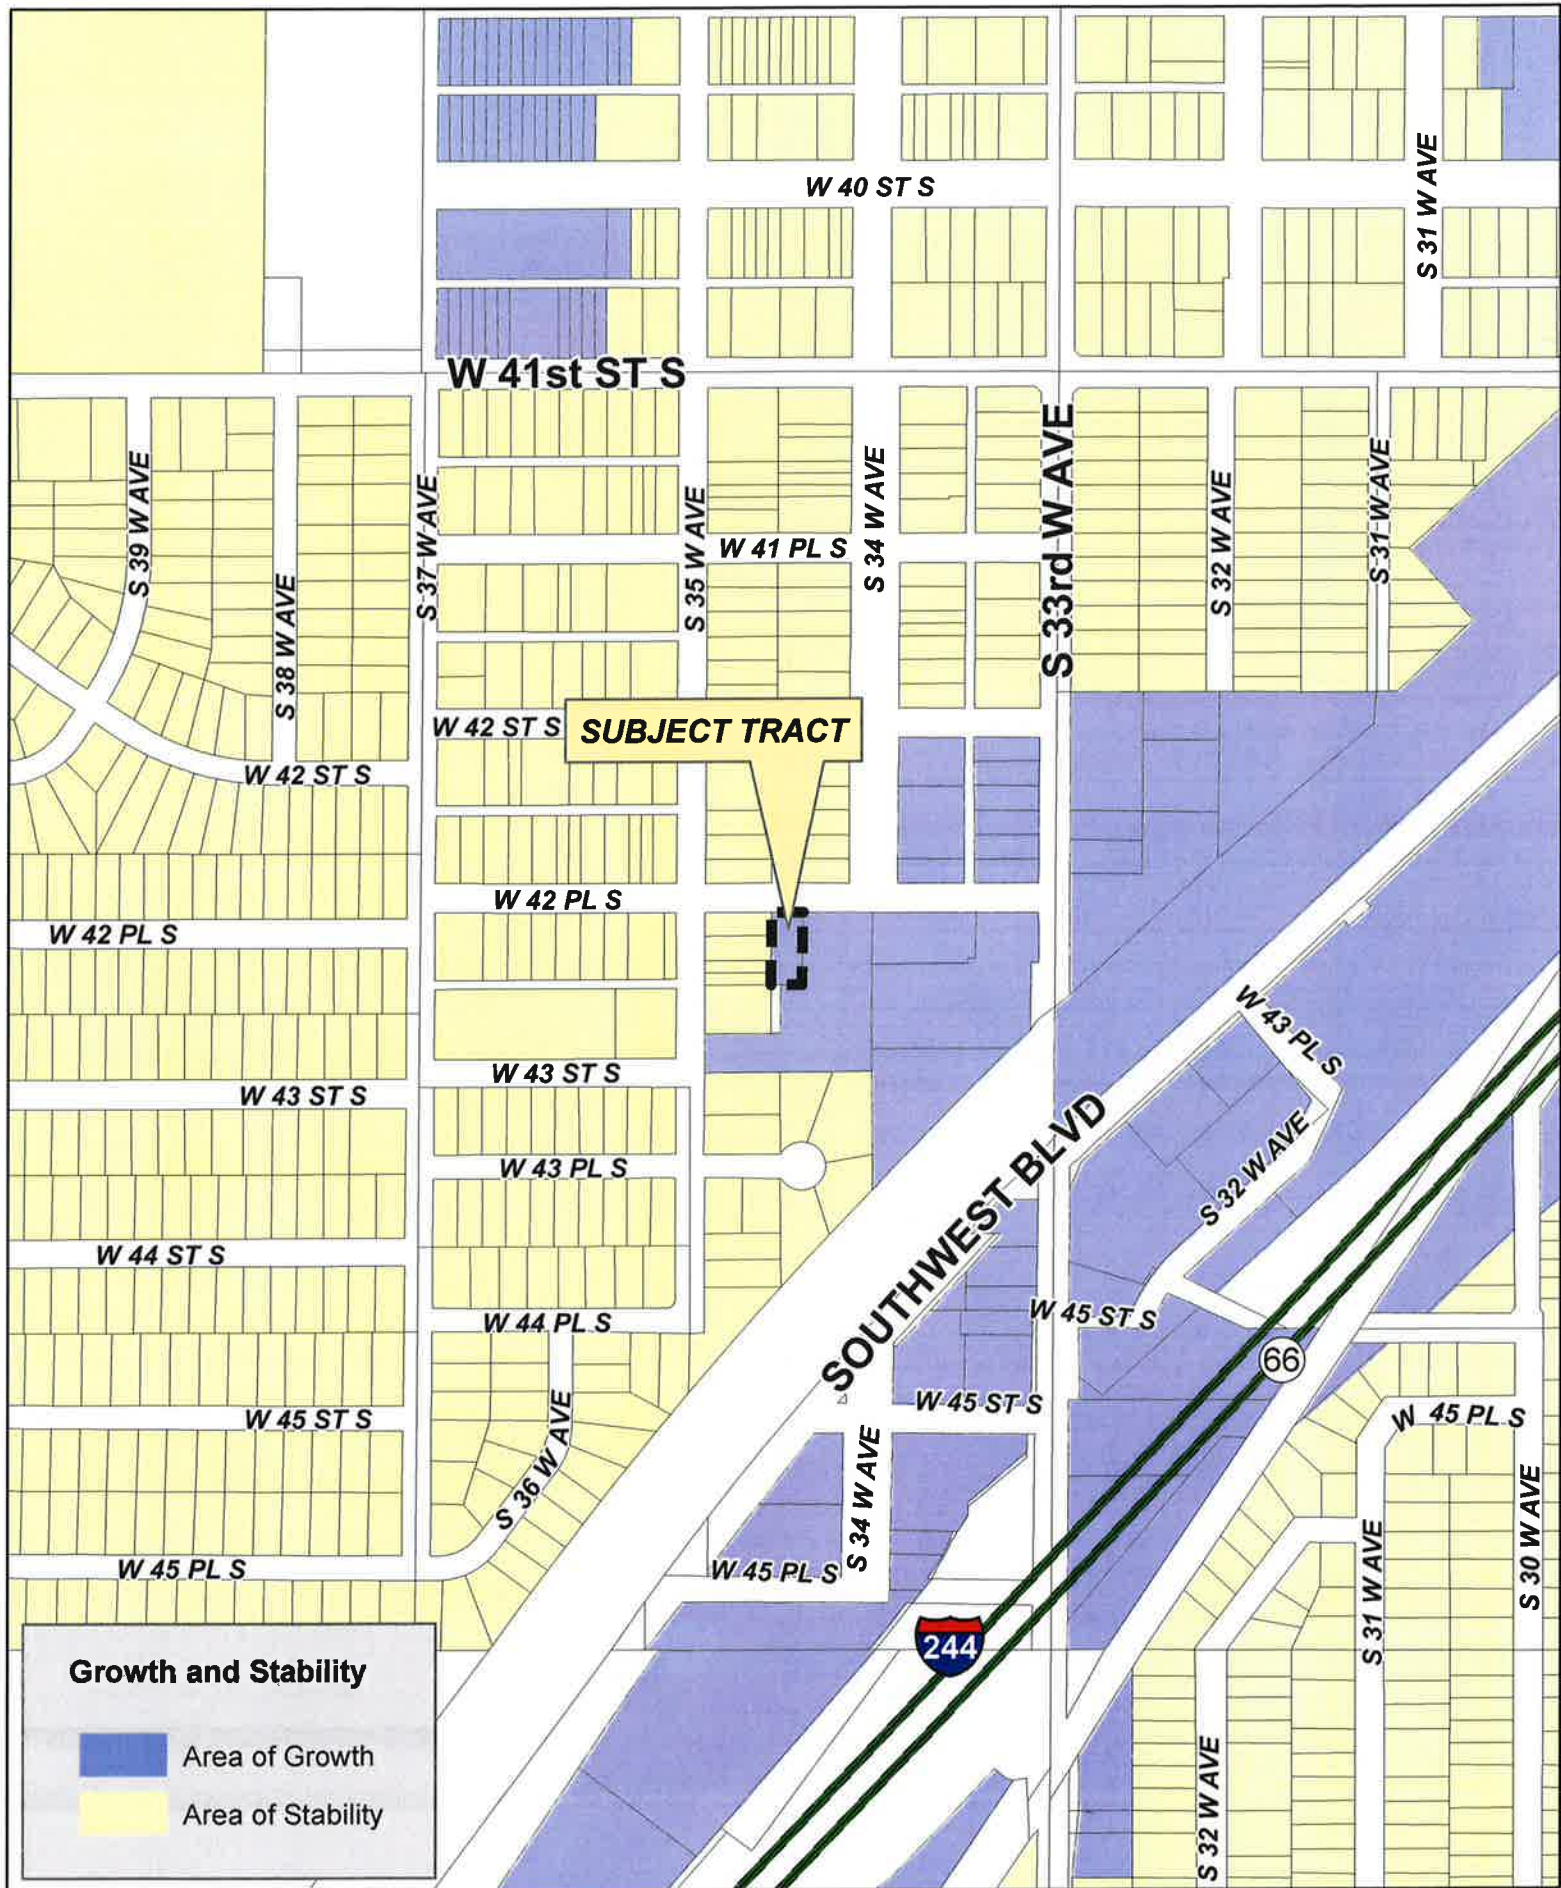 W 40 ST S
S 31 W AVE
W 41st ST S
S 39 W AVE
S 38 W AVE
S 37 W AVE
S 35 W AVE
W 41 PL S
S 34 W AVE
S 33rd W AVE
S 32 W AVE
S 31 W AVE
W 42 ST S
SUBJECT TRACT
W 42 ST S
W 42 PL S
W 42 PL S
W 43 PL S
W 43 ST S
W 43 ST S
W 43 PL S
SOUTHWEST BLVD
S 32 W AVE
W 44 ST S
W 44 PL S
W 45 ST S
66
W 45 ST S
W 45 ST S
W 45 PL S
S 36 W AVE
S 34 W AVE
W 45 PL S
W 45 PL S
S 31 W AVE
S 30 W AVE
244
S 32 W AVE
Growth and Stability
Area of Growth
Area of Stability